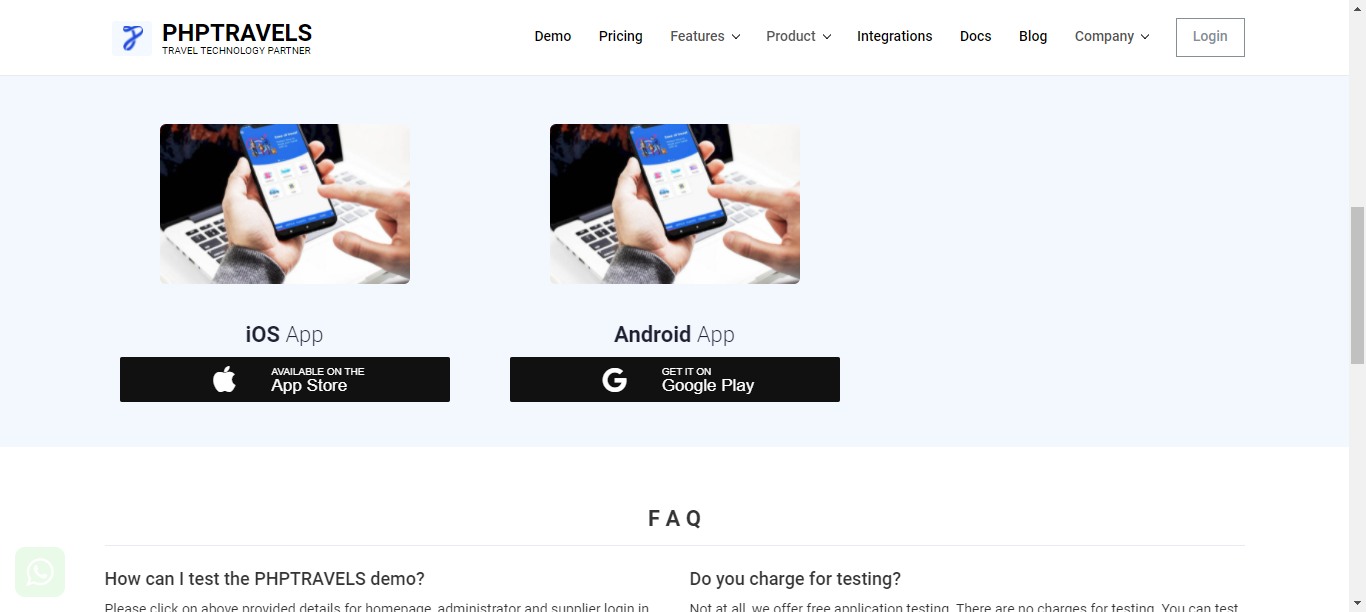 PHPTRAVELS
TRAVEL TECHNOLOGY PARTNER
Demo Pricing Features Product Integrations Docs Blog Company Login
iOS App
AVAILABLE ON THE
App Store
Android App
GET IT ON
Google Play
FAQ
How can I test the PHPTRAVELS demo?
Please click on above provided details for homepage, administrator and supplier login in
Do you charge for testing?
Not at all, we offer free application testing. There are no charges for testing. You can test